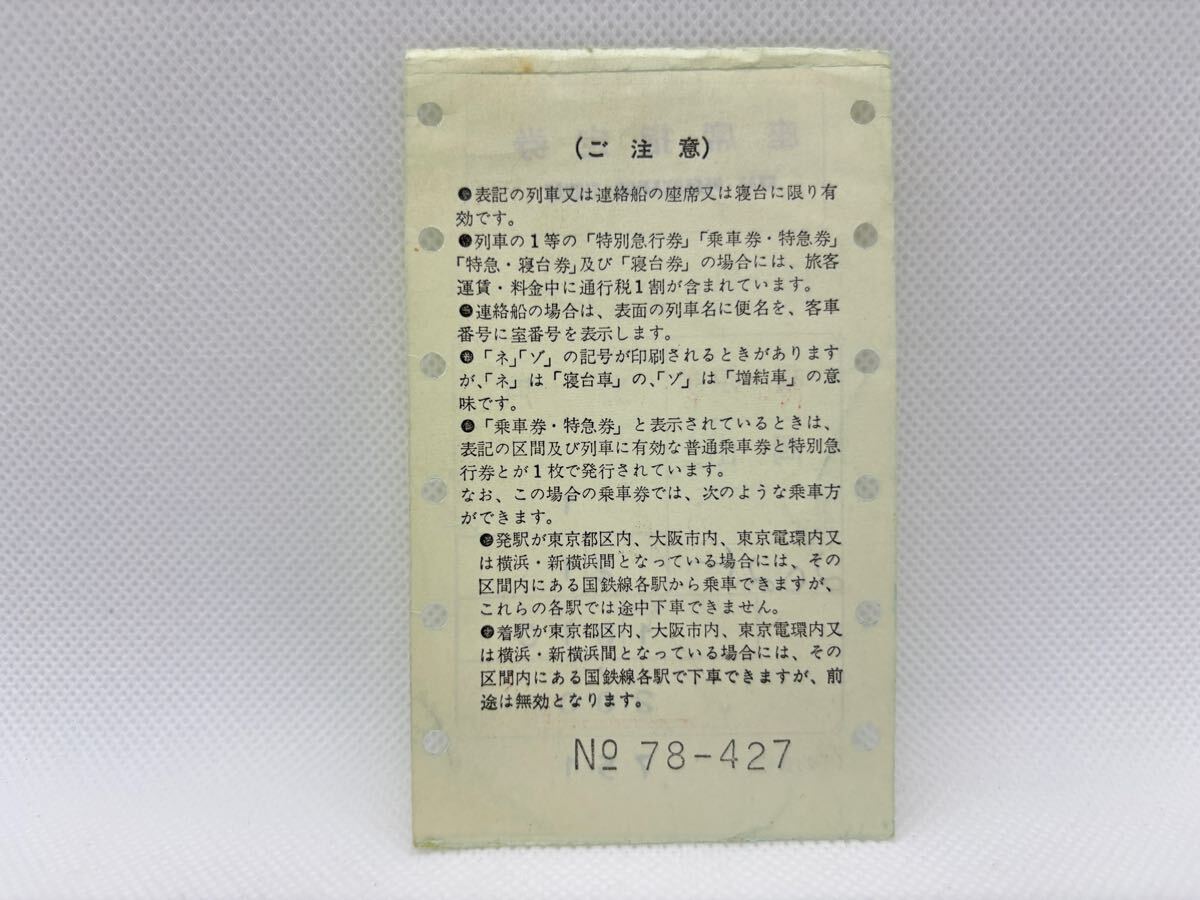 (ご注意)
●表記の列車又は連絡船の座席又は寝台に限り有
効です。
●列車の1等の「特別急行券」「乗車券・特急券」
「特急・寝台券」及び「寝台券」の場合には、旅客
運賃・料金中に通行税1割が含まれています。
●連絡船の場合は、表面の列車名に便名を、客車
番号に室番号を表示します。
●「ネ」「ゾ」の記号が印刷されるときがあります
が、「ネ」は「寝台車」の、「ゾ」は「増結車」の意
味です。
●「乗車券・特急券」と表示されているときは、
表記の区間及び列車に有効な普通乗車券と特別急
行券とが1枚で発行されています。
なお、この場合の乗車券では、次のような乗車方
ができます。
●発駅が東京都区内、大阪市内、東京電環内又
は横浜・新横浜間となっている場合には、その
区間内にある国鉄線各駅から乗車できますが、
これらの各駅では途中下車できません。
●着駅が東京都区内、大阪市内、東京電環内又
は横浜・新横浜間となっている場合には、その
区間内にある国鉄線各駅で下車できますが、前
途は無効となります。
№ 78-427